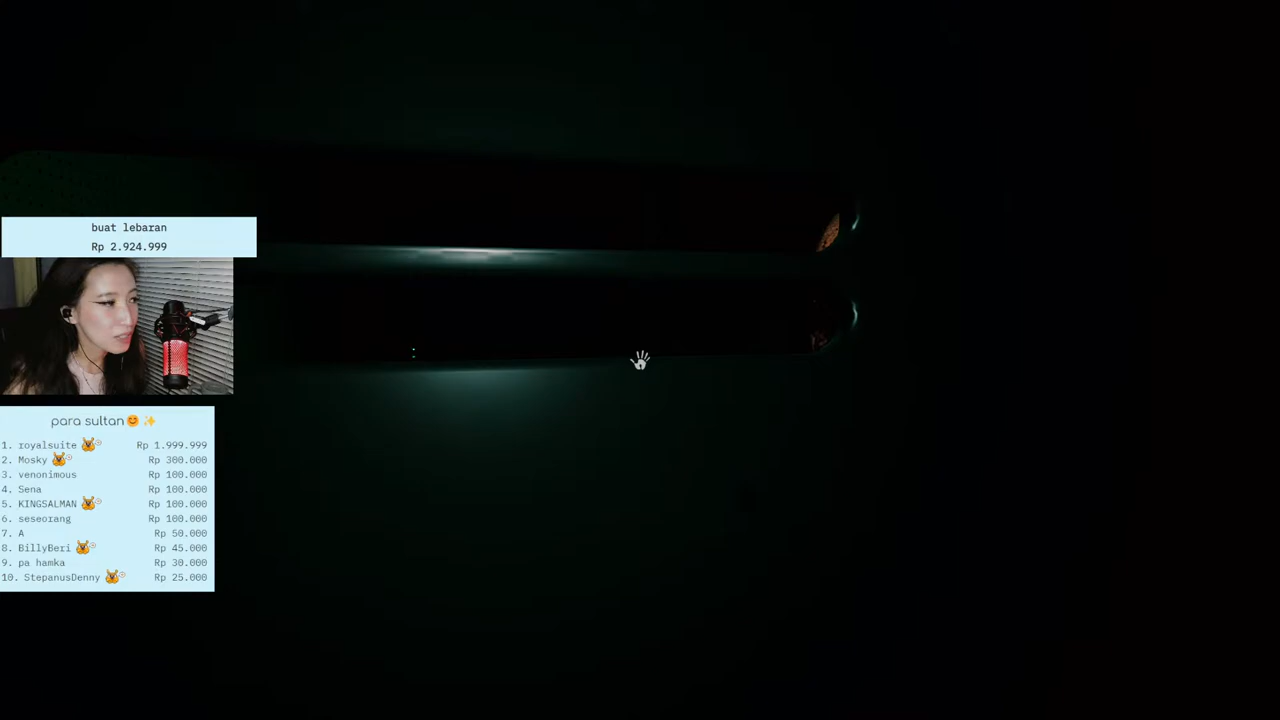 buat lebaran
Rp 2.924.999
para sultan😊✨
1. royalsuite Rp 1.999.999
2. Mosky Rp 300.000
3. venonimous Rp 100.000
4. Sena Rp 100.000
5. KINGSALMAN Rp 100.000
6. seseorang Rp 100.000
7. A Rp 50.000
8. BillyBeri Rp 45.000
9. pa hamka Rp 30.000
10. StepanusDenny Rp 25.000